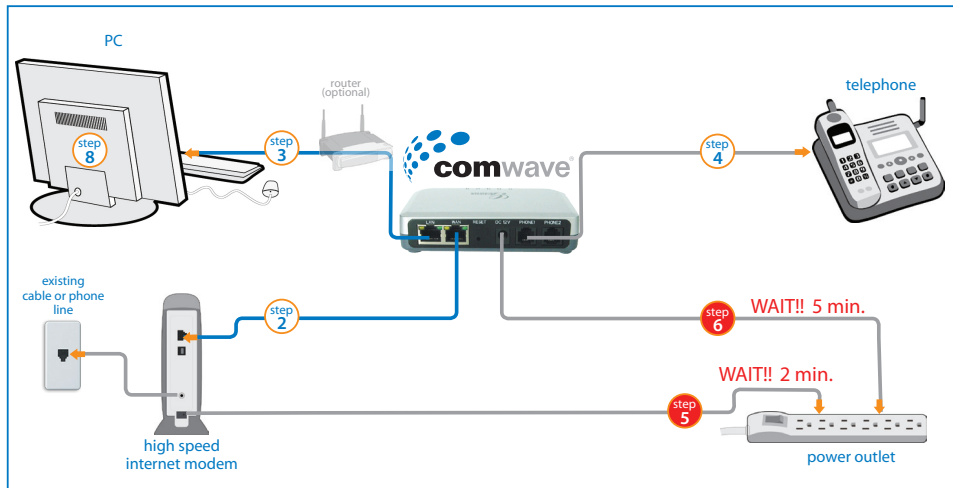 PC
router
(optional)
telephone
step
8
step
3
comwave®
step
4
LAN WAN RESET DC 12V PHONE1 PHONE2
existing
cable or phone
line
step
2
step
6
WAIT!! 5 min.
WAIT!! 2 min.
step
5
high speed
internet modem
power outlet